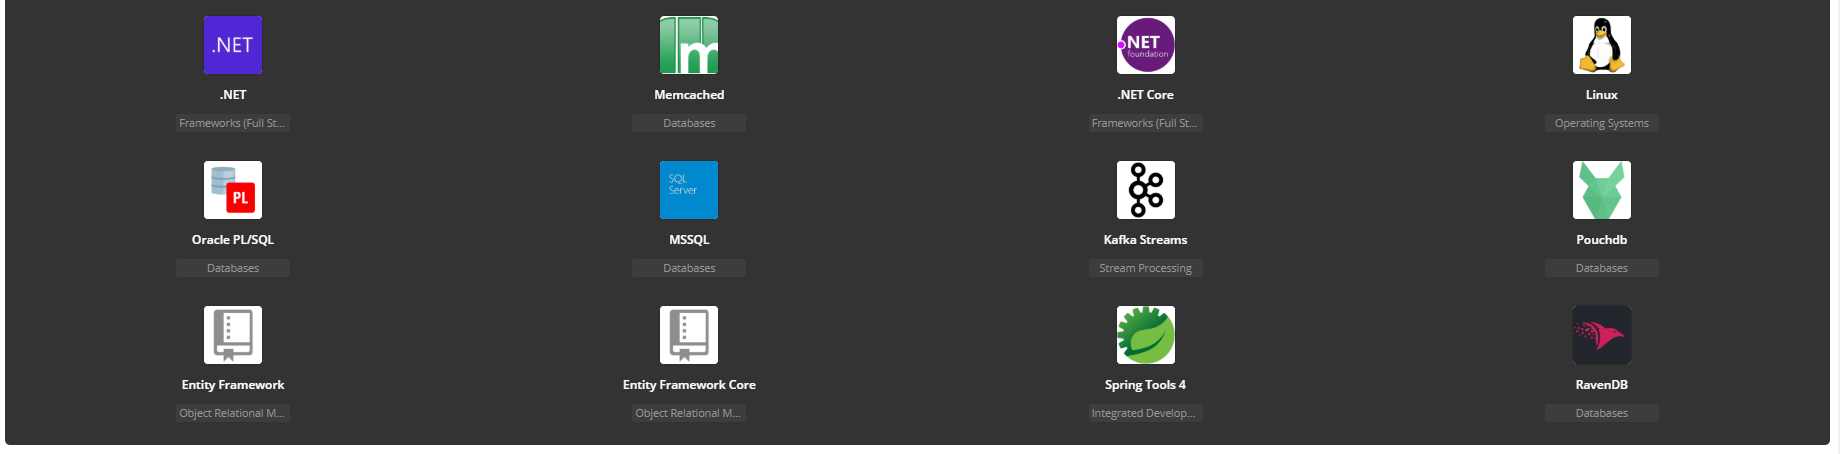 .NET
m
.NET
foundation
.NET
Memcached
.NET Core
Linux
Frameworks (Full St...
Databases
Frameworks (Full St...
Operating Systems
PL
SQL
Server
Oracle PL/SQL
MSSQL
Kafka Streams
Pouchdb
Databases
Databases
Stream Processing
Databases
Entity Framework
Entity Framework Core
Spring Tools 4
RavenDB
Object Relational M...
Object Relational M...
Integrated Develop...
Databases